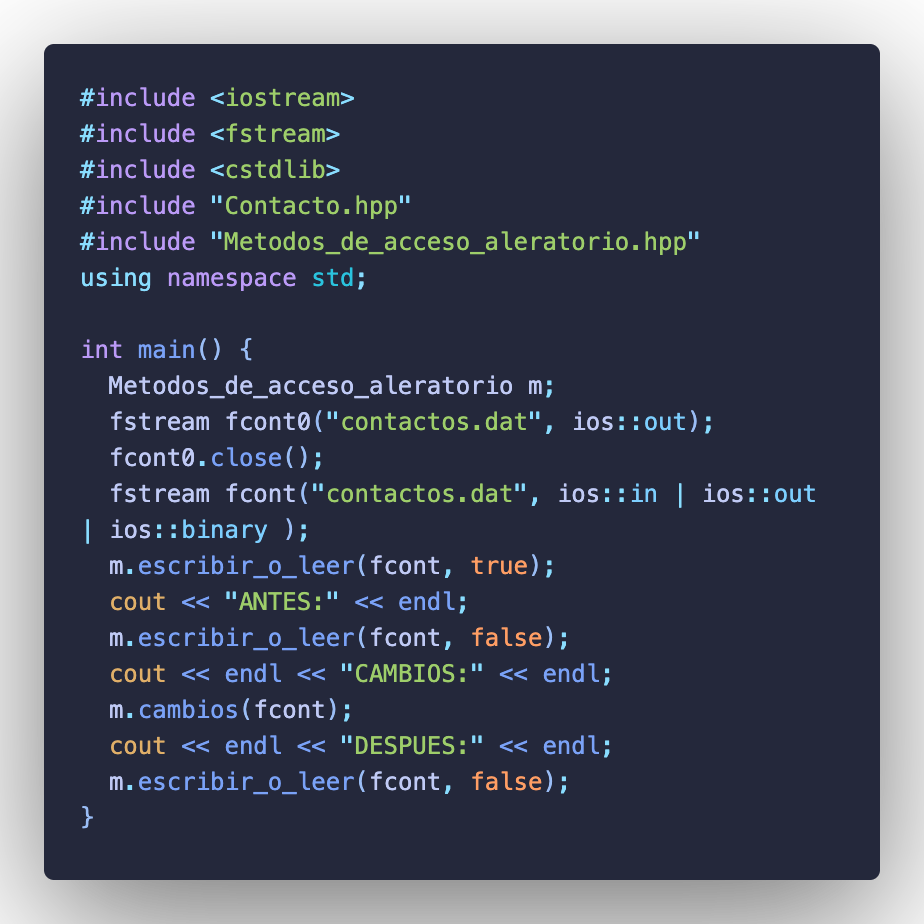 #include <iostream>
#include <fstream>
#include <cstdlib>
#include "Contacto.hpp"
#include "Metodos_de_acceso_aleratorio.hpp"
using namespace std;

int main() {
  Metodos_de_acceso_aleratorio m;
  fstream fcont0("contactos.dat", ios::out);
  fcont0.close();
  fstream fcont("contactos.dat", ios::in | ios::out
| ios::binary );
  m.escribir_o_leer(fcont, true);
  cout << "ANTES:" << endl;
  m.escribir_o_leer(fcont, false);
  cout << endl << "CAMBIOS:" << endl;
  m.cambios(fcont);
  cout << endl << "DESPUES:" << endl;
  m.escribir_o_leer(fcont, false);
}